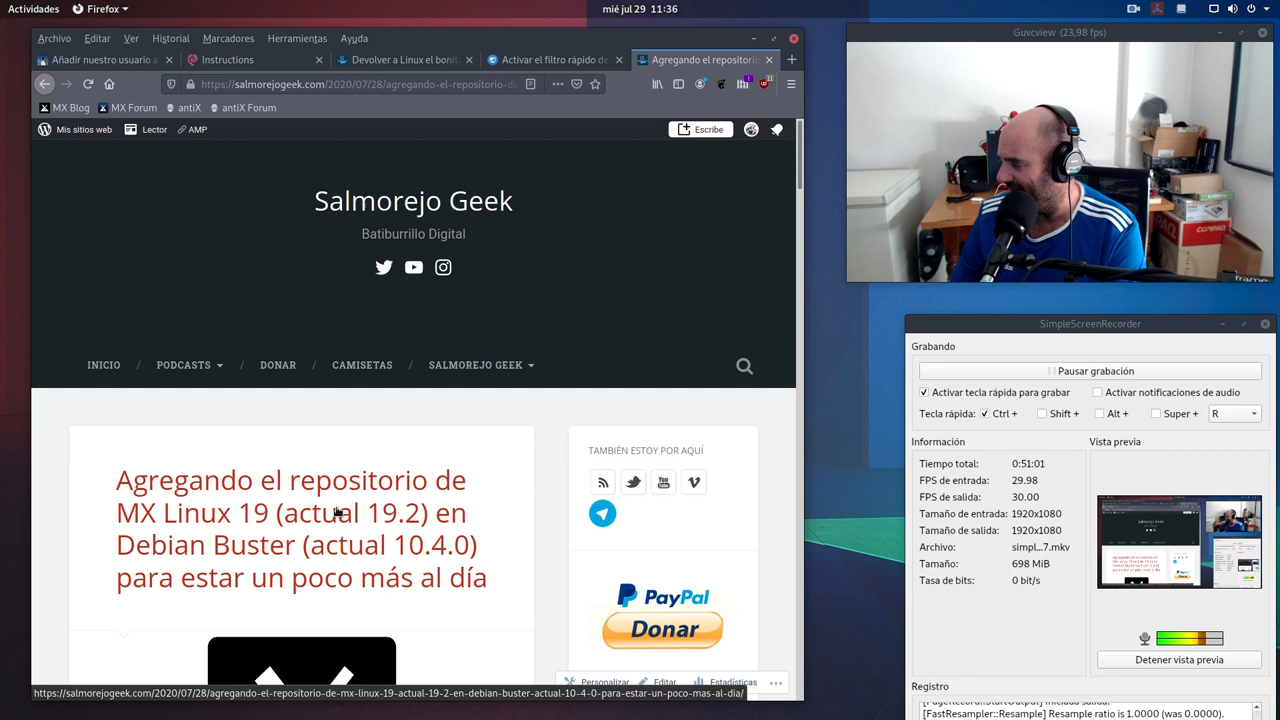 Actividades
Firefox
mié jul 29 11:36
Archivo Editar Ver Historial Marcadores Herramientas Ayuda
Añadir nuestro usuario a
Instructions
Devolver a Linux el bonit
Activar el filtro rápido de
Agregando el repositorio
https://salmorejogeek.com/2020/07/28/agregando-el-repositorio-de
11
MX Blog MX Forum antiX antiX Forum
Mis sitios web Lector AMP Escribe
Salmorejo Geek
Batiburrillo Digital
INICIO / PODCASTS / DONAR / CAMISETAS / SALMOREJO GEEK
Agregando el repositorio de
MX Linux 19 (actual 19.2) en
Debian Buster (actual 10.4.0)
para estar un poco más al día
TAMBIÉN ESTOY POR AQUÍ
You
Tube
PayPal
Donar
Personalizar Editar Estadísticas
https://salmorejogeek.com/2020/07/28/agregando-el-repositorio-de-mx-linux-19-actual-19-2-en-debian-buster-actual-10-4-0-para-estar-un-poco-mas-al-dia/
Guvcview (23,98 fps)
COMPAQ
frame
SimpleScreenRecorder
Grabando
Pausar grabación
Activar tecla rápida para grabar
Activar notificaciones de audio
Tecla rápida: Ctrl + Shift + Alt + Super + R
Información
Tiempo total: 0:51:01
FPS de entrada: 29.98
FPS de salida: 30.00
Tamaño de entrada: 1920x1080
Tamaño de salida: 1920x1080
Archivo: simpl...7.mkv
Tamaño: 698 MiB
Tasa de bits: 0 bit/s
Vista previa
Detener vista previa
Registro
[PageRecord::StartOutput] Iniciada salida.
[FastResampler::Resample] Resample ratio is 1.0000 (was 0.0000).